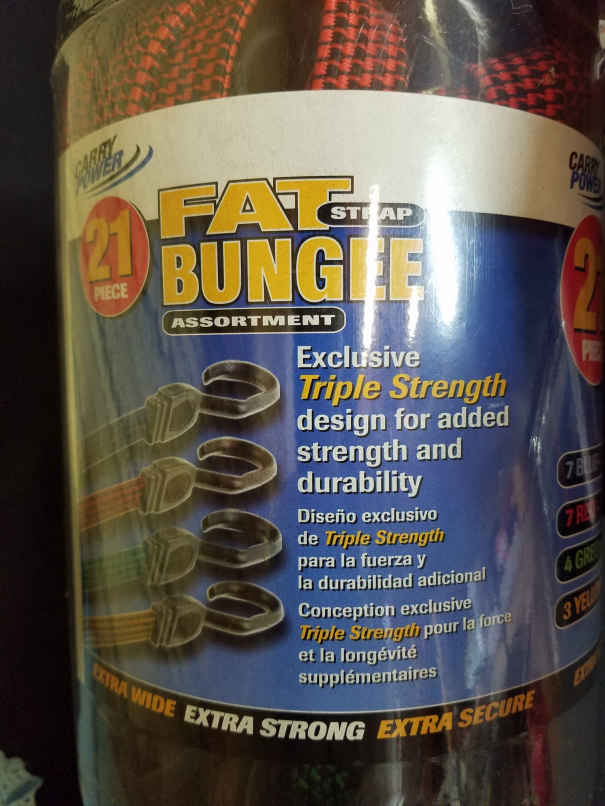 CARRY
POWER
CARRY
POWER
21
PIECE
FAT
STRAP
BUNGEE
ASSORTMENT
Exclusive
Triple Strength
design for added
strength and
durability
Diseño exclusivo
de Triple Strength
para la fuerza y
la durabilidad adicional
Conception exclusive
Triple Strength pour la force
et la longévité
supplémentaires
7
7
4
3
EXTRA WIDE EXTRA STRONG EXTRA SECURE